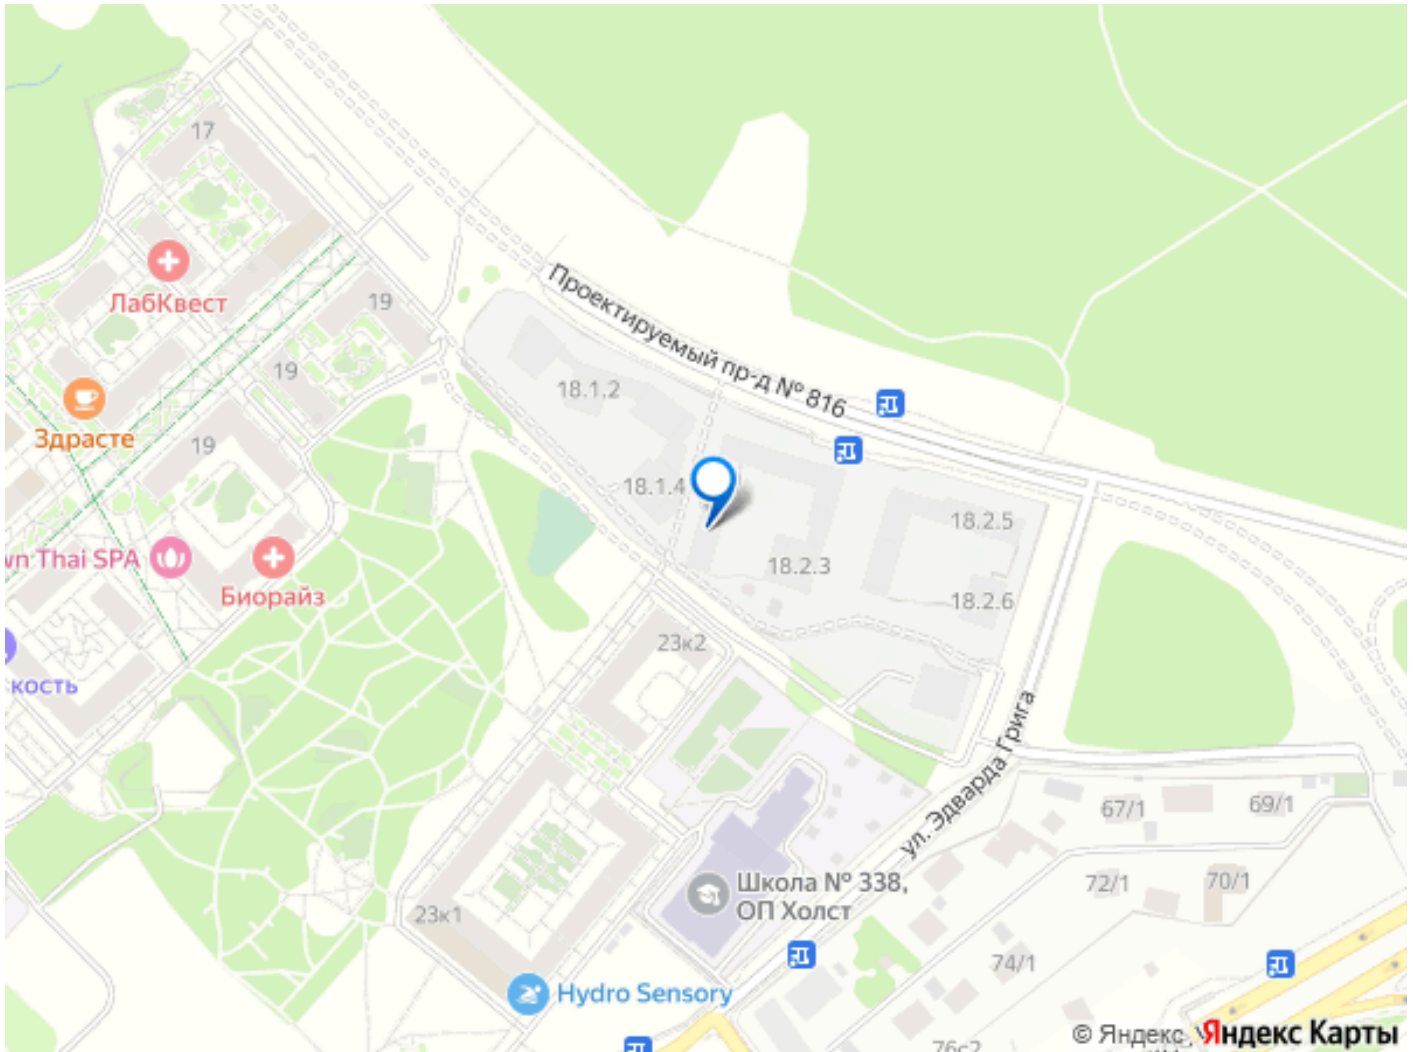 17
ЛабКвест
19
19
19
Здрасте
wn Thai SPA
Биорайз
кость
Проектируемый пр-д № 816
18.1.2
18.1.4
18.2.5
18.2.3
18.2.6
23к2
ул. Эдварда Грига
67/1
69/1
72/1
70/1
Школа № 338,
ОП Холст
23к1
74/1
Hydro Sensory
76с2
© Яндекс
Яндекс Карты